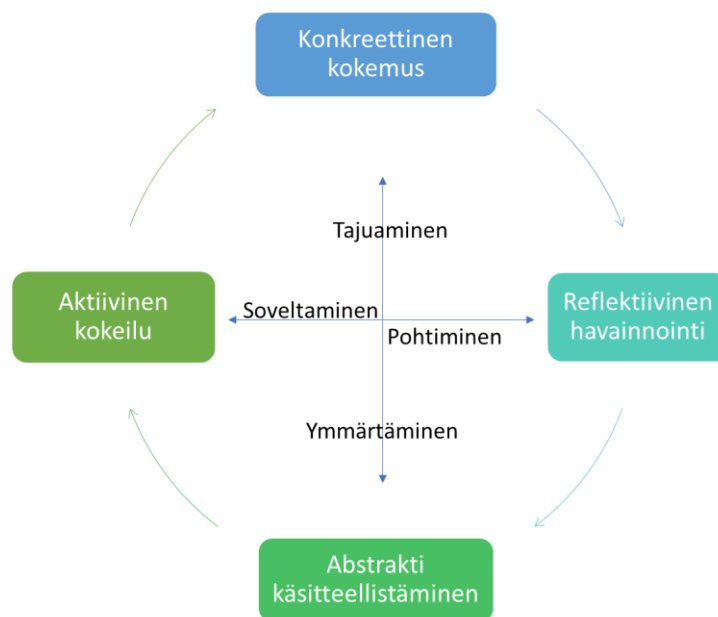 Konkreettinen
kokemus
Tajuaminen
Aktiivinen
kokeilu
Soveltaminen
Pohtiminen
Reflektiivinen
havainnointi
Ymmärtäminen
Abstrakti
käsitteellistäminen